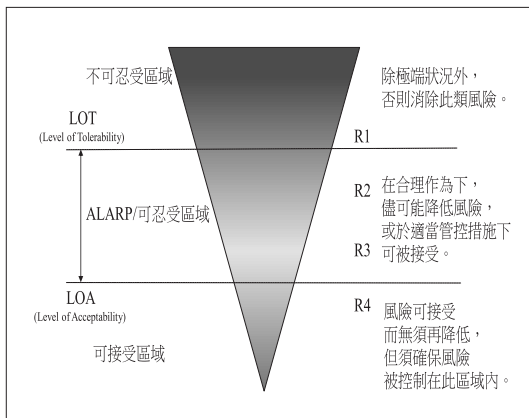 不可忍受區域
除極端狀況外，
否則消除此類風險。
LOT
(Level of Tolerability)
R1
R2
在合理作為下，
儘可能降低風險，
或於適當管控措施下
可被接受。
ALARP/可忍受區域
R3
LOA
(Level of Acceptability)
R4
風險可接受
而無須再降低，
但須確保風險
被控制在此區域內。
可接受區域